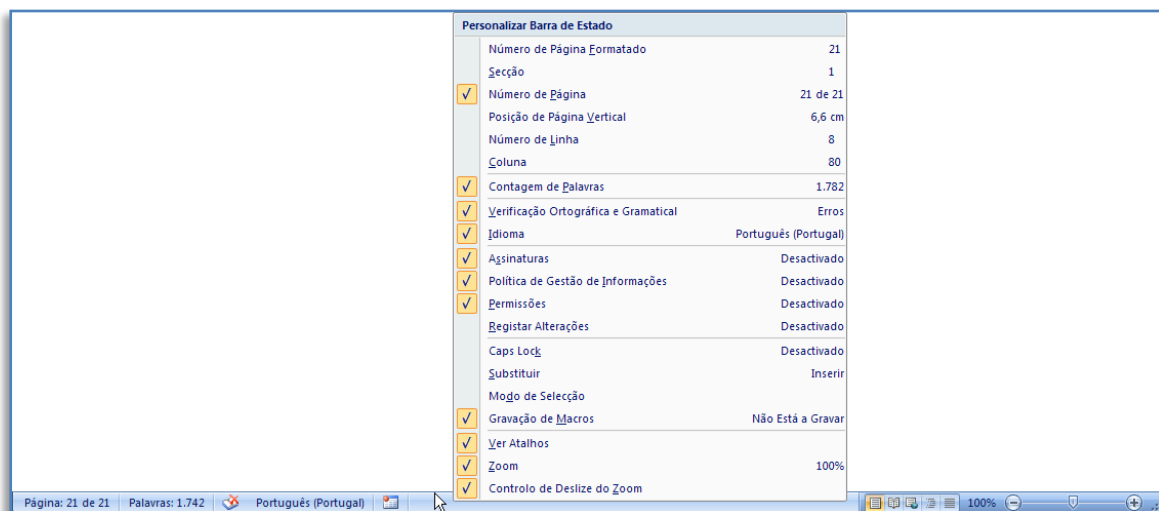 Personalizar Barra de Estado
Número de Página Formatado 21
Secção 1
Número de Página 21 de 21
Posição de Página Vertical 6,6 cm
Número de Linha 8
Coluna 80
Contagem de Palavras 1.782
Verificação Ortográfica e Gramatical Erros
Idioma Português (Portugal)
Assinaturas Desactivado
Política de Gestão de Informações Desactivado
Permissões Desactivado
Registar Alterações Desactivado
Caps Lock Desactivado
Substituir Inserir
Modo de Selecção
Gravação de Macros Não Está a Gravar
Ver Atalhos
Zoom 100%
Controlo de Deslize do Zoom
Página: 21 de 21 Palavras: 1.742 Português (Portugal) 100%